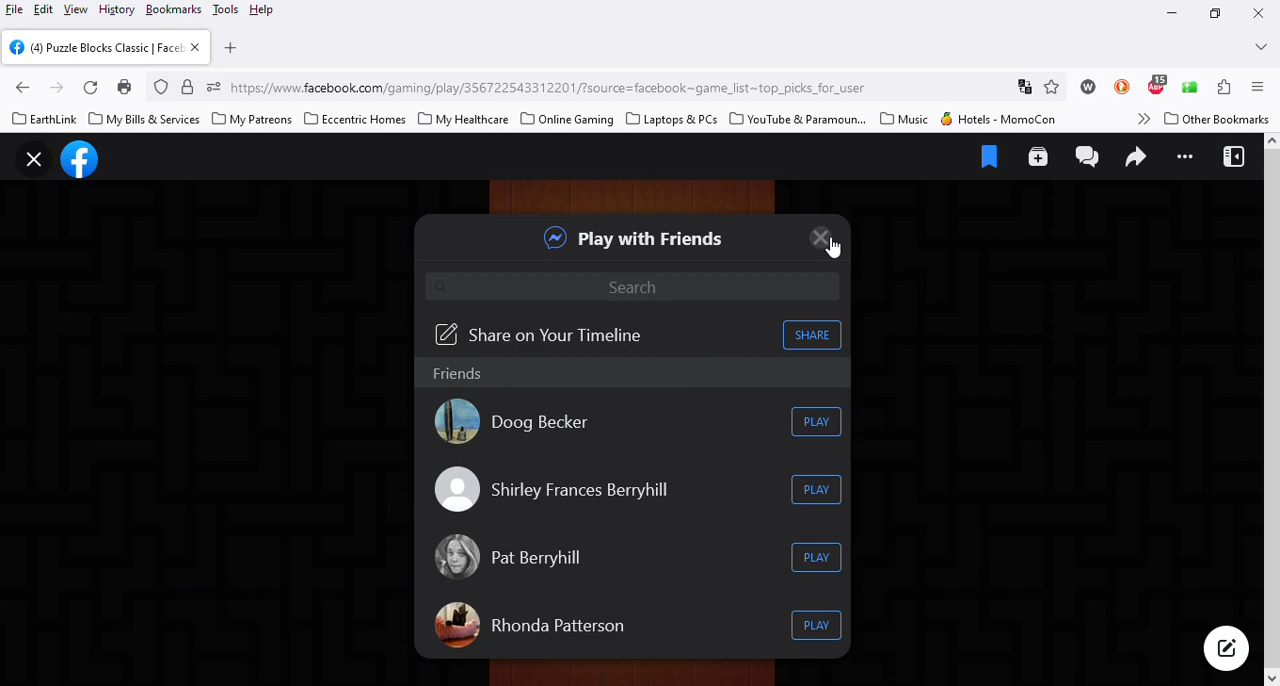 File Edit View History Bookmarks Tools Help
(4) Puzzle Blocks Classic | Faceb
https://www.facebook.com/gaming/play/356722543312201/?source=facebook~game_list~top_picks_for_user
15
ABP
W
EarthLink My Bills & Services My Patreons Eccentric Homes My Healthcare Online Gaming Laptops & PCs YouTube & Paramoun... Music Hotels - MomoCon Other Bookmarks
Play with Friends
Search
Share on Your Timeline SHARE
Friends
Doog Becker PLAY
Shirley Frances Berryhill PLAY
Pat Berryhill PLAY
Rhonda Patterson PLAY